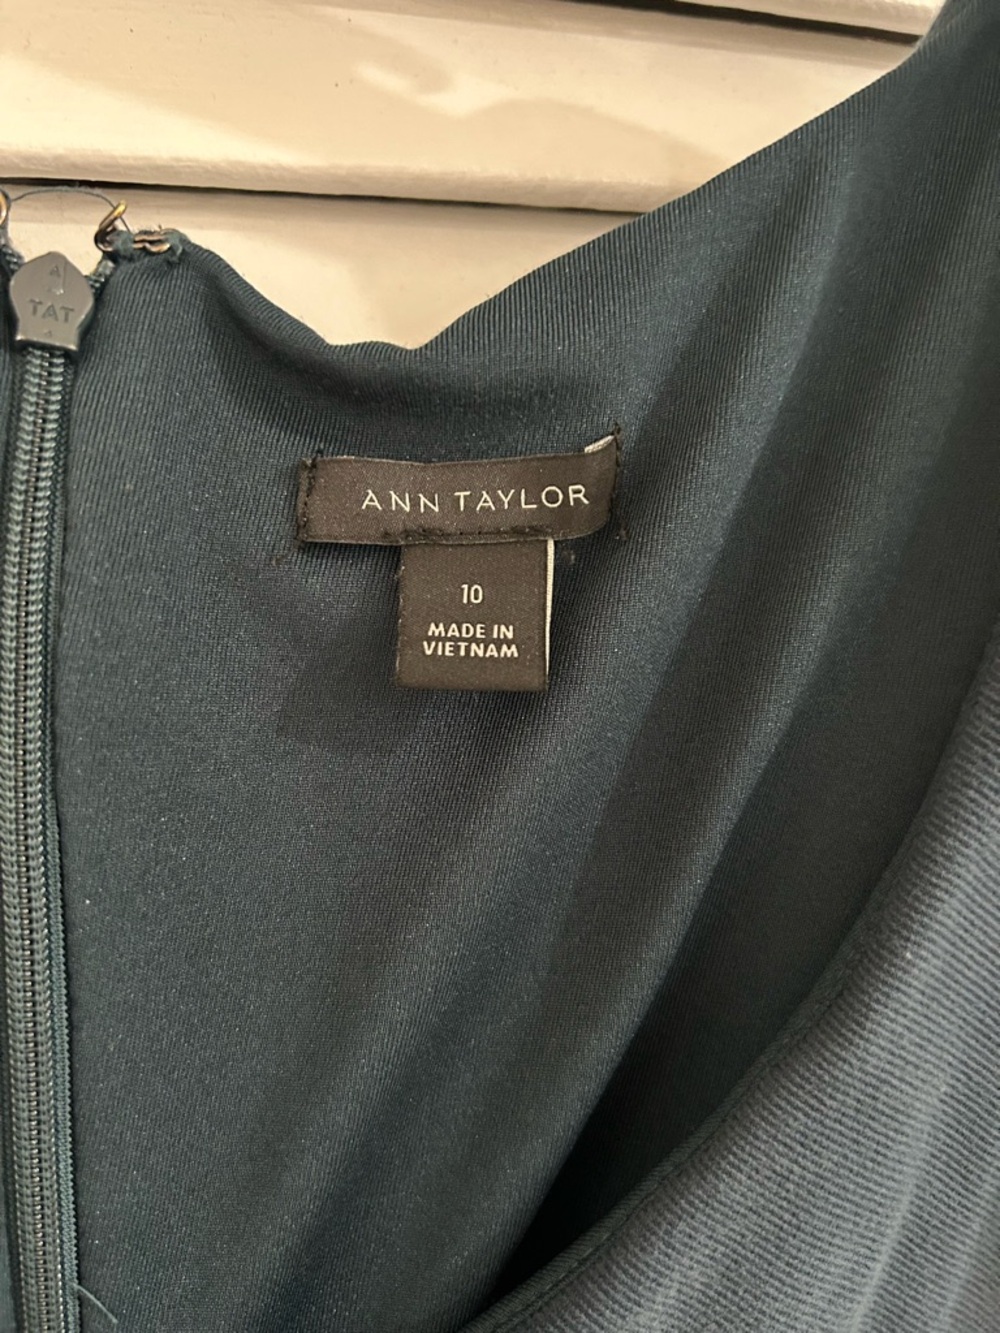 TAT
ANN TAYLOR
10
MADE IN
VIETNAM